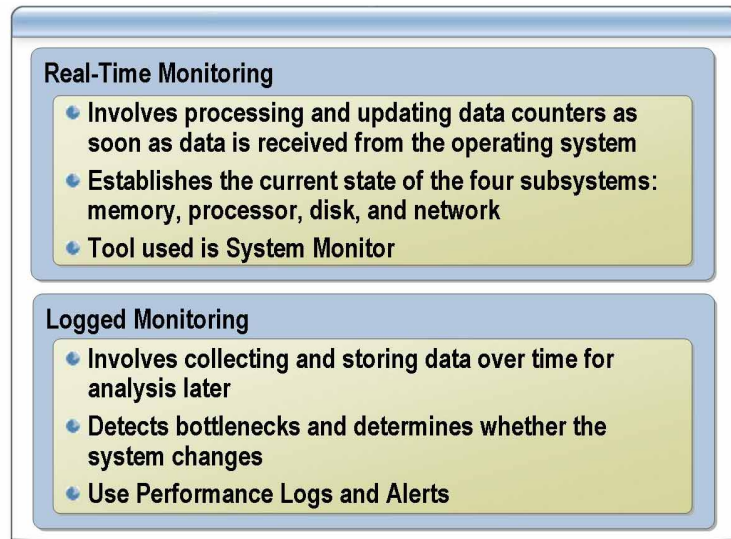 Real-Time Monitoring
Involves processing and updating data counters as
soon as data is received from the operating system
Establishes the current state of the four subsystems:
memory, processor, disk, and network
Tool used is System Monitor
Logged Monitoring
Involves collecting and storing data over time for
analysis later
Detects bottlenecks and determines whether the
system changes
Use Performance Logs and Alerts